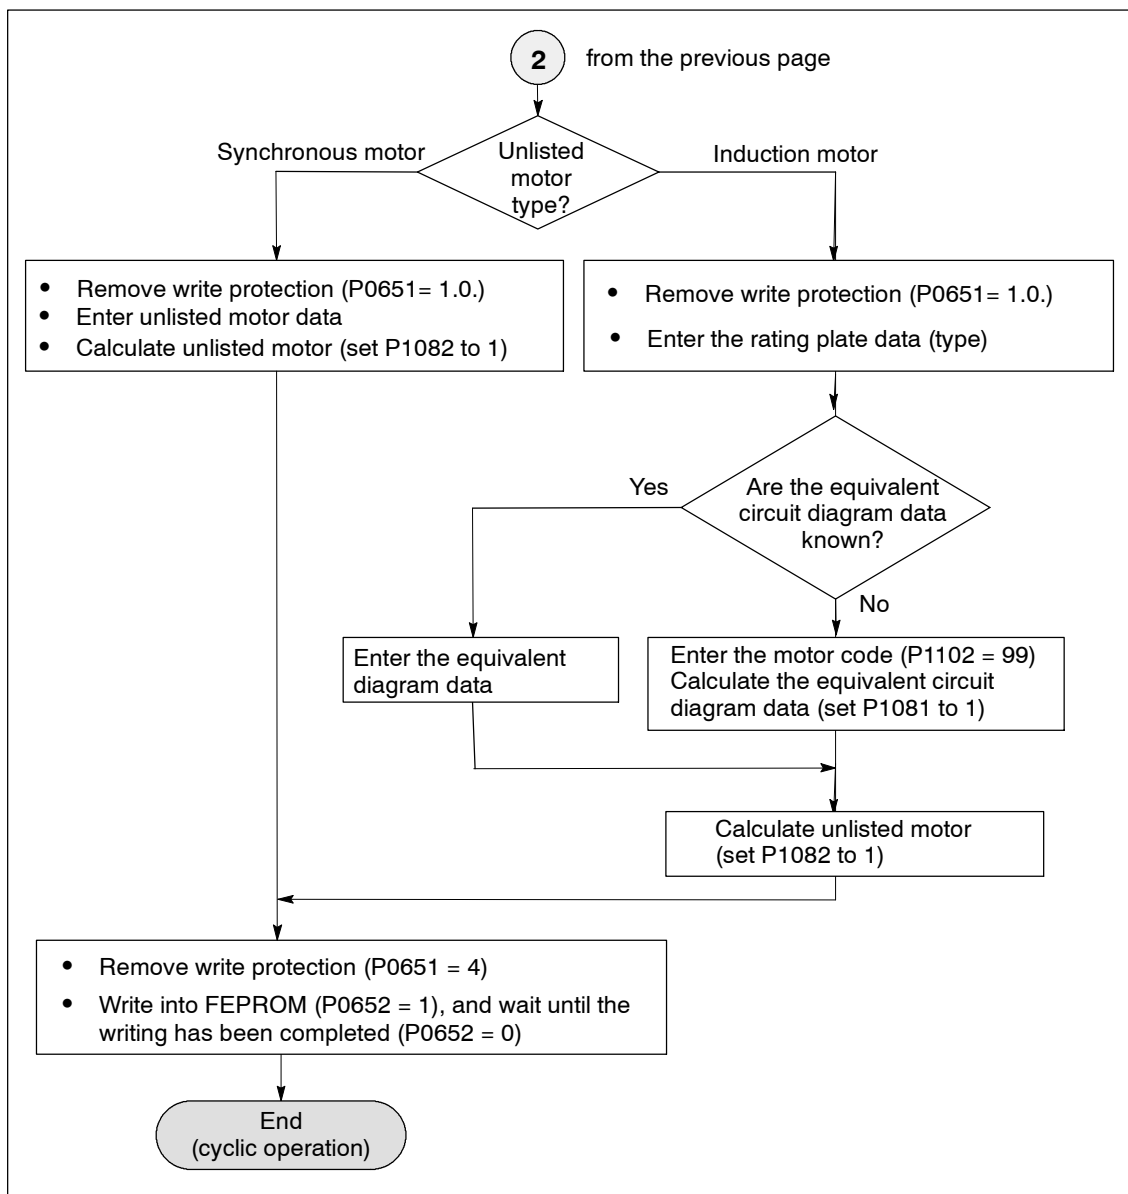 2 from the previous page
Synchronous motor
Unlisted
motor
type?
Induction motor
• Remove write protection (P0651= 1.0.)
• Enter unlisted motor data
• Calculate unlisted motor (set P1082 to 1)
• Remove write protection (P0651= 1.0.)
• Enter the rating plate data (type)
Yes
Are the equivalent
circuit diagram data
known?
No
Enter the equivalent
diagram data
Enter the motor code (P1102 = 99)
Calculate the equivalent circuit
diagram data (set P1081 to 1)
Calculate unlisted motor
(set P1082 to 1)
• Remove write protection (P0651 = 4)
• Write into FEPROM (P0652 = 1), and wait until the
writing has been completed (P0652 = 0)
End
(cyclic operation)